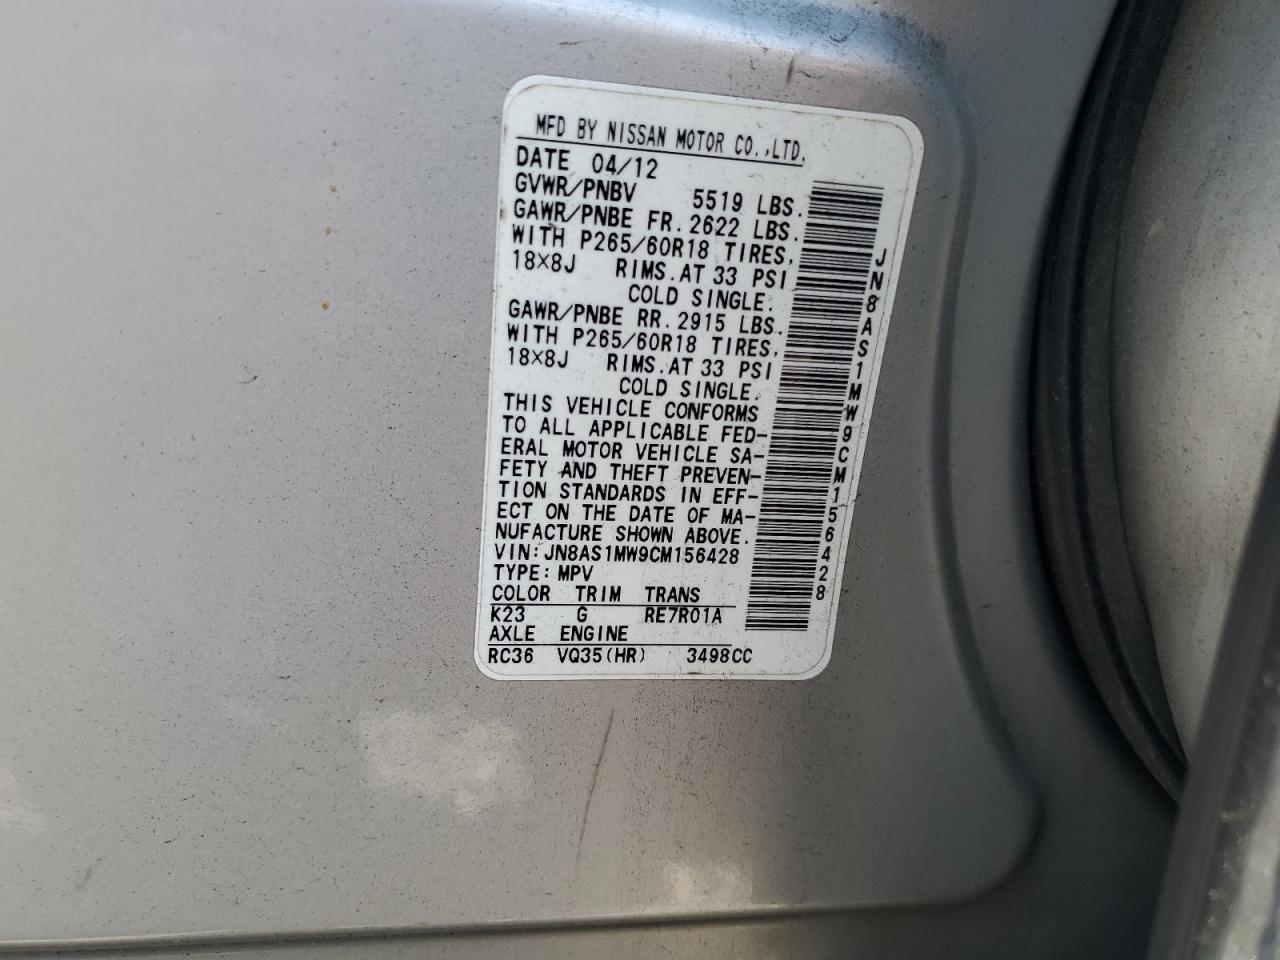 MFD BY NISSAN MOTOR CO.,LTD.
DATE 04/12
GVWR/PNBV 5519 LBS.
GAWR/PNBE FR. 2622 LBS.
WITH P265/60R18 TIRES,
18×8J RIMS. AT 33 PSI
COLD SINGLE.
GAWR/PNBE RR. 2915 LBS.
WITH P265/60R18 TIRES,
18×8J RIMS. AT 33 PSI
COLD SINGLE.
THIS VEHICLE CONFORMS
TO ALL APPLICABLE FED-
ERAL MOTOR VEHICLE SA-
FETY AND THEFT PREVEN-
TION STANDARDS IN EFF-
ECT ON THE DATE OF MA-
NUFACTURE SHOWN ABOVE.
VIN: JN8AS1MW9CM156428
TYPE: MPV
COLOR TRIM TRANS
K23 G RE7R01A
AXLE ENGINE
RC36 VQ35(HR) 3498CC
JN8AS1MW9CM156428